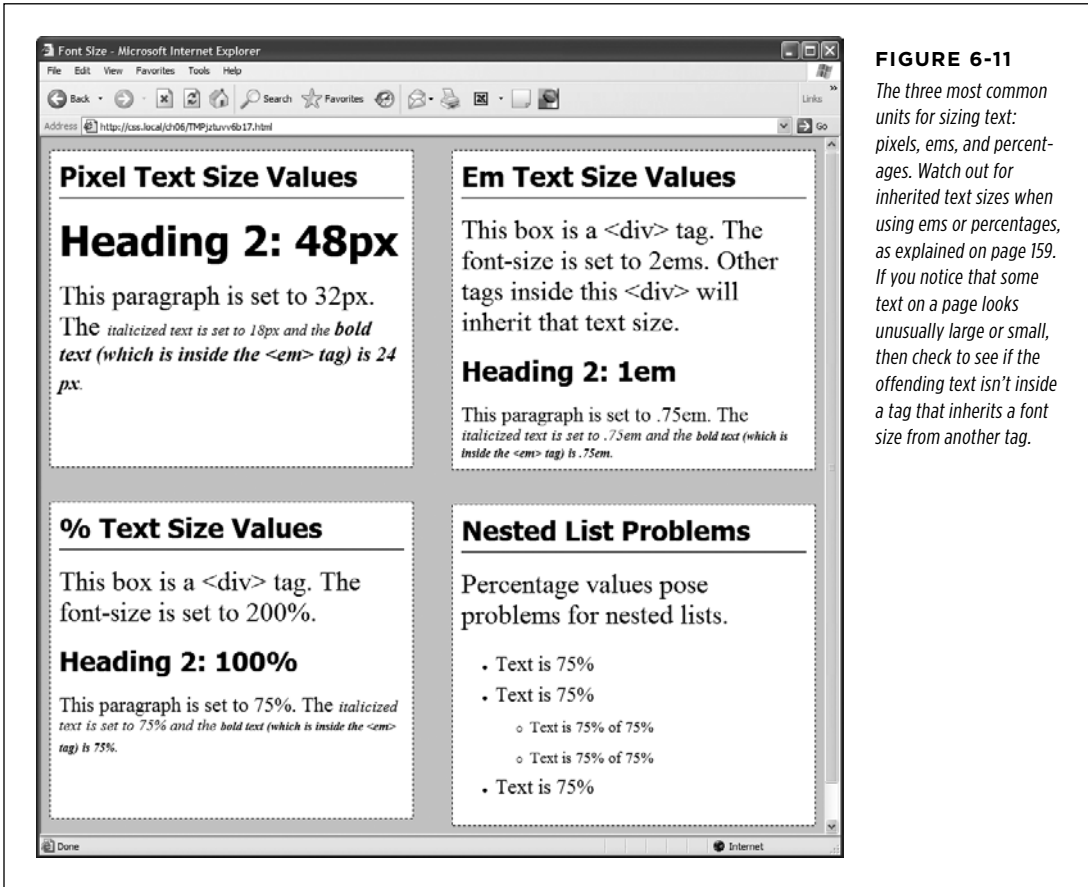 Font Size - Microsoft Internet Explorer
File Edit View Favorites Tools Help
Back Search Favorites Links »
Address http://css.local/ch06/TMPjztuvv6b17.html Go
Pixel Text Size Values
Heading 2: 48px
This paragraph is set to 32px.
The italicized text is set to 18px and the bold
text (which is inside the <em> tag) is 24
px.
Em Text Size Values
This box is a <div> tag. The
font-size is set to 2ems. Other
tags inside this <div> will
inherit that text size.
Heading 2: 1em
This paragraph is set to .75em. The
italicized text is set to .75em and the bold text (which is
inside the <em> tag) is .75em.
% Text Size Values
This box is a <div> tag. The
font-size is set to 200%.
Heading 2: 100%
This paragraph is set to 75%. The italicized
text is set to 75% and the bold text (which is inside the <em>
tag) is 75%.
Nested List Problems
Percentage values pose
problems for nested lists.
• Text is 75%
• Text is 75%
○ Text is 75% of 75%
○ Text is 75% of 75%
• Text is 75%
Done Internet
FIGURE 6-11
The three most common
units for sizing text:
pixels, ems, and percent-
ages. Watch out for
inherited text sizes when
using ems or percentages,
as explained on page 159.
If you notice that some
text on a page looks
unusually large or small,
then check to see if the
offending text isn't inside
a tag that inherits a font
size from another tag.